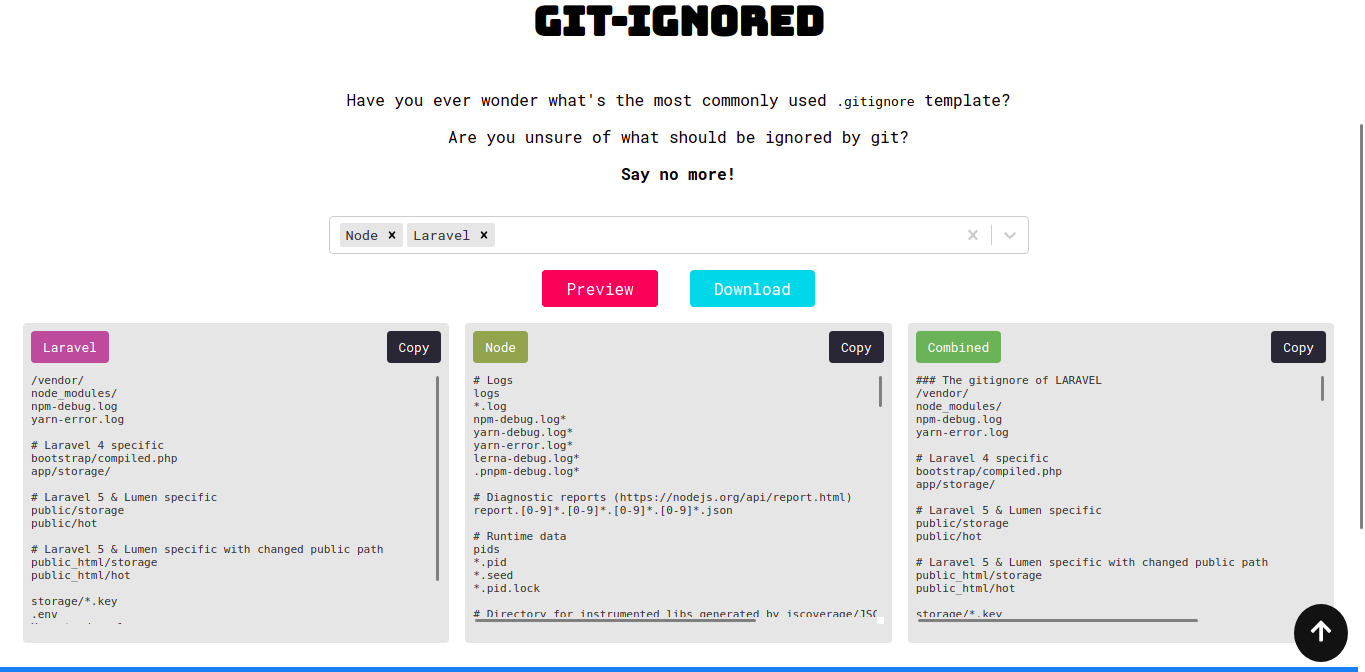 GIT-IGNORED
Have you ever wonder what's the most commonly used .gitignore template?
Are you unsure of what should be ignored by git?
Say no more!
Node × Laravel ×
Preview Download
Laravel Copy
/vendor/
node_modules/
npm-debug.log
yarn-error.log
# Laravel 4 specific
bootstrap/compiled.php
app/storage/
# Laravel 5 & Lumen specific
public/storage
public/hot
# Laravel 5 & Lumen specific with changed public path
public_html/storage
public_html/hot
storage/*.key
.env
Node Copy
# Logs
logs
*.log
npm-debug.log*
yarn-debug.log*
yarn-error.log*
lerna-debug.log*
.pnpm-debug.log*
# Diagnostic reports (https://nodejs.org/api/report.html)
report.[0-9]*.[0-9]*.[0-9]*.[0-9]*.json
# Runtime data
pids
*.pid
*.seed
*.pid.lock
# Directory for instrumented libs generated by jscoverage/JSC
Combined Copy
### The gitignore of LARAVEL
/vendor/
node_modules/
npm-debug.log
yarn-error.log
# Laravel 4 specific
bootstrap/compiled.php
app/storage/
# Laravel 5 & Lumen specific
public/storage
public/hot
# Laravel 5 & Lumen specific with changed public path
public_html/storage
public_html/hot
storage/*.key